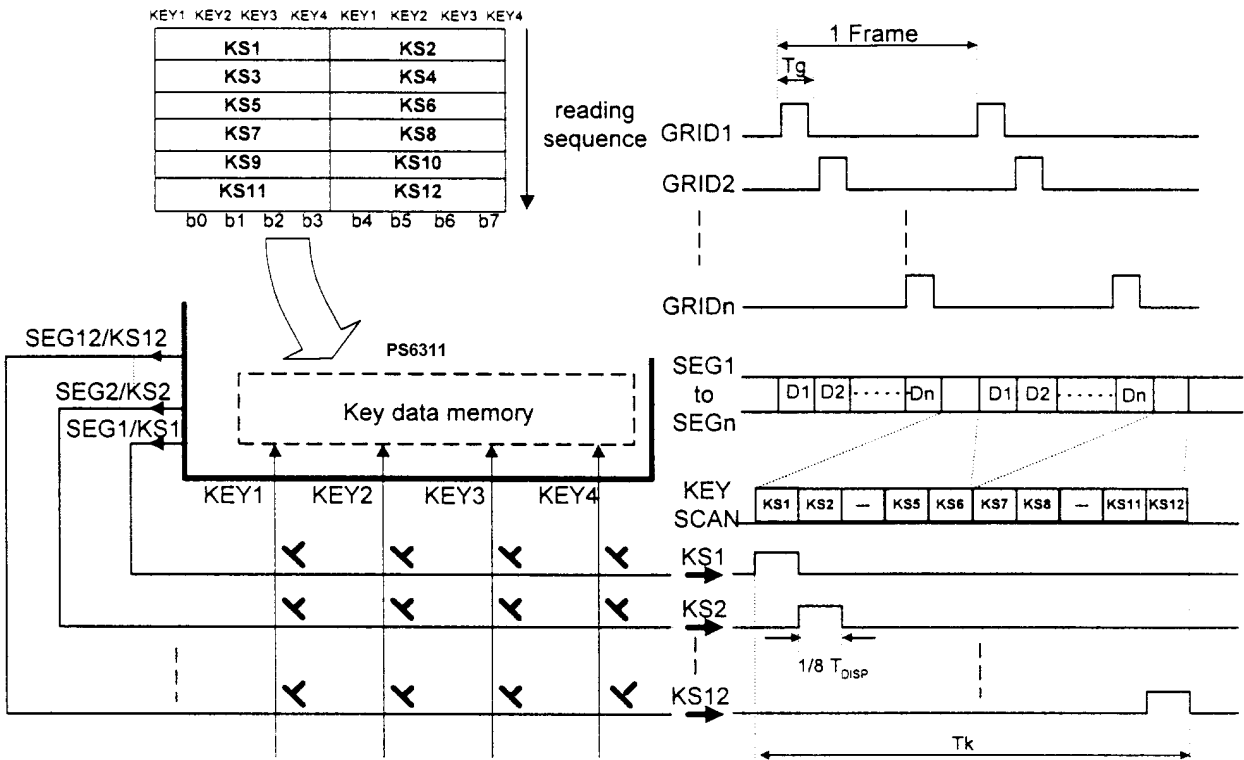 KEY1 KEY2 KEY3 KEY4 KEY1 KEY2 KEY3 KEY4
KS1 KS2
KS3 KS4
KS5 KS6
KS7 KS8
KS9 KS10
KS11 KS12
b0 b1 b2 b3 b4 b5 b6 b7
reading
sequence
SEG12/KS12
SEG2/KS2
SEG1/KS1
PS6311
Key data memory
KEY1 KEY2 KEY3 KEY4
1 Frame
Tg
GRID1
GRID2
GRIDn
SEG1
to
SEGn
D1 D2 Dn D1 D2 Dn
KEY
SCAN
KS1 KS2 --- KS5 KS6 KS7 KS8 --- KS11 KS12
KS1
KS2
1/8 TDISP
KS12
Tk